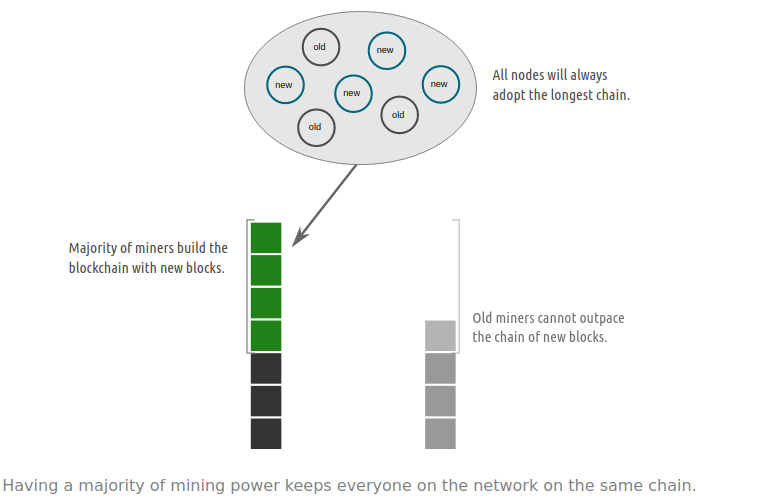 old
new
new
new
new
old
old
All nodes will always
adopt the longest chain.
Majority of miners build the
blockchain with new blocks.
Old miners cannot outpace
the chain of new blocks.
Having a majority of mining power keeps everyone on the network on the same chain.